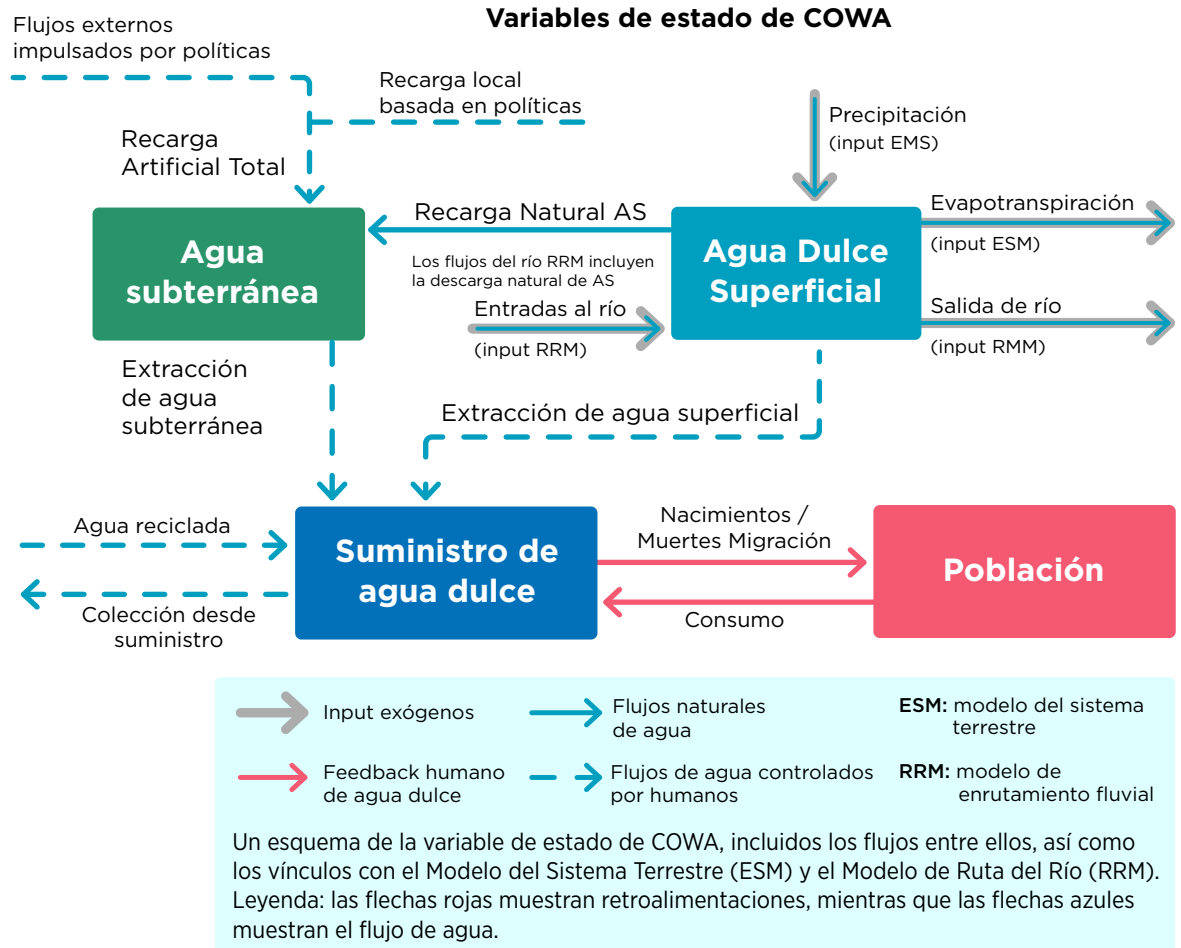 Variables de estado de COWA
Flujos externos
impulsados por políticas
Recarga local
basada en políticas
Recarga
Artificial Total
Precipitación
(input EMS)
Recarga Natural AS
Evapotranspiración
(input ESM)
Agua
subterránea
Los flujos del río RRM incluyen
la descarga natural de AS
Agua Dulce
Superficial
Entradas al río
(input RRM)
Salida de río
(input RMM)
Extracción
de agua
subterránea
Extracción de agua superficial
Agua reciclada
Colección desde
suministro
Suministro de
agua dulce
Nacimientos /
Muertes Migración
Consumo
Población
Input exógenos
Flujos naturales
de agua
ESM: modelo del sistema
terrestre
Feedback humano
de agua dulce
Flujos de agua controlados
por humanos
RRM: modelo de
enrutamiento fluvial
Un esquema de la variable de estado de COWA, incluidos los flujos entre ellos, así como
los vínculos con el Modelo del Sistema Terrestre (ESM) y el Modelo de Ruta del Río (RRM).
Leyenda: las flechas rojas muestran retroalimentaciones, mientras que las flechas azules
muestran el flujo de agua.